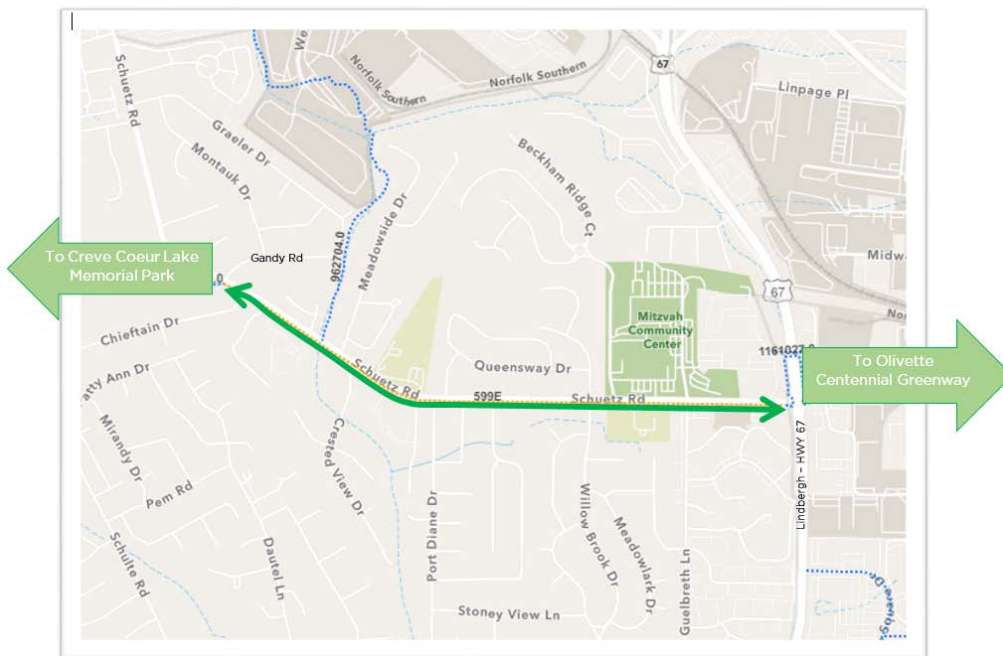 67
Norfolk Southern
Norfolk Southern
Linpage Pl
Schuetz Rd
Graeler Dr
Montauk Dr
Beckham Ridge Ct
To Creve Coeur Lake
Memorial Park
0
Gandy Rd
962704.0
Meadowside Dr
67
Mitzvah
Community
Center
Chieftain Dr
To Olivette
Centennial Greenway
Queensway Dr
Schuetz Rd
599E
Schuetz Rd
Mirandy Dr
Crested View Dr
Lindbergh - HWY 67
Pem Rd
Port Diane Dr
Willow Brook Dr
Meadowlark Dr
Guelbreth Ln
Schulte Rd
Dautel Ln
Stoney View Ln